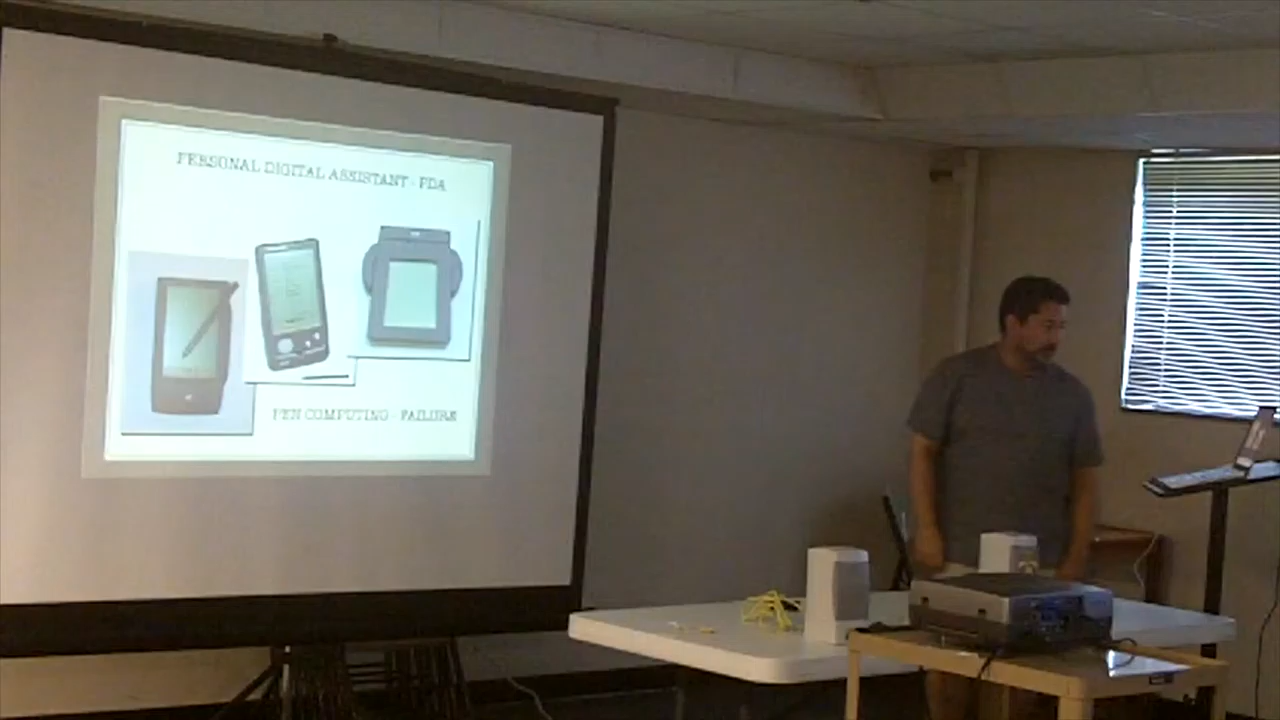 PERSONAL DIGITAL ASSISTANT - PDA
PEN COMPUTING - FAILURE